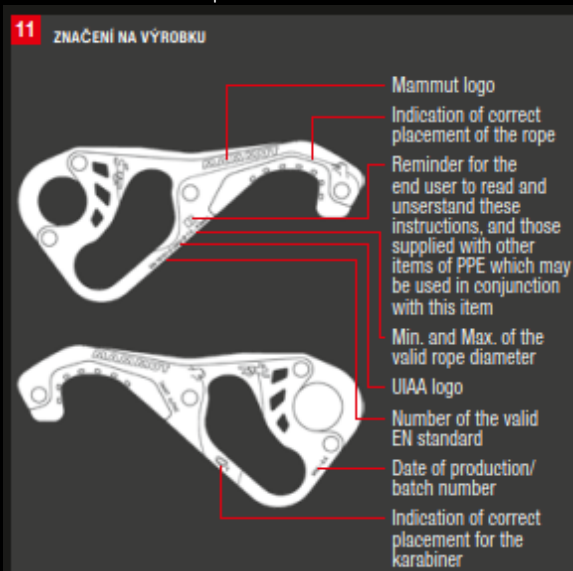 11
ZNAČENÍ NA VÝROBKU
Mammut logo
Indication of correct
placement of the rope
Reminder for the
end user to read and
unserstand these
instructions, and those
supplied with other
items of PPE which may
be used in conjunction
with this item
Min. and Max. of the
valid rope diameter
UIAA logo
Number of the valid
EN standard
Date of production/
batch number
Indication of correct
placement for the
karabiner
MAMMUT
MAMMUT